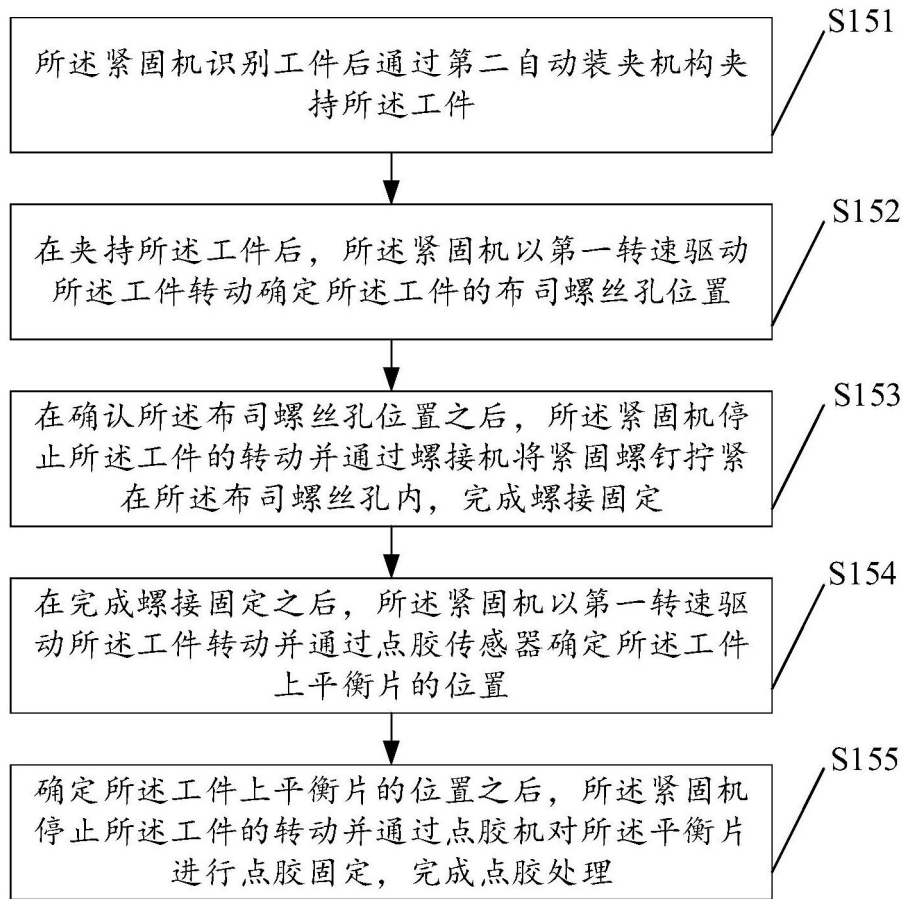 S151
所述紧固机识别工件后通过第二自动装夹机构夹
持所述工件
S152
在夹持所述工件后，所述紧固机以第一转速驱动
所述工件转动确定所述工件的布司螺丝孔位置
S153
在确认所述布司螺丝孔位置之后，所述紧固机停
止所述工件的转动并通过螺接机将紧固螺钉拧紧
在所述布司螺丝孔内，完成螺接固定
S154
在完成螺接固定之后，所述紧固机以第一转速驱
动所述工件转动并通过点胶传感器确定所述工件
上平衡片的位置
S155
确定所述工件上平衡片的位置之后，所述紧固机
停止所述工件的转动并通过点胶机对所述平衡片
进行点胶固定，完成点胶处理